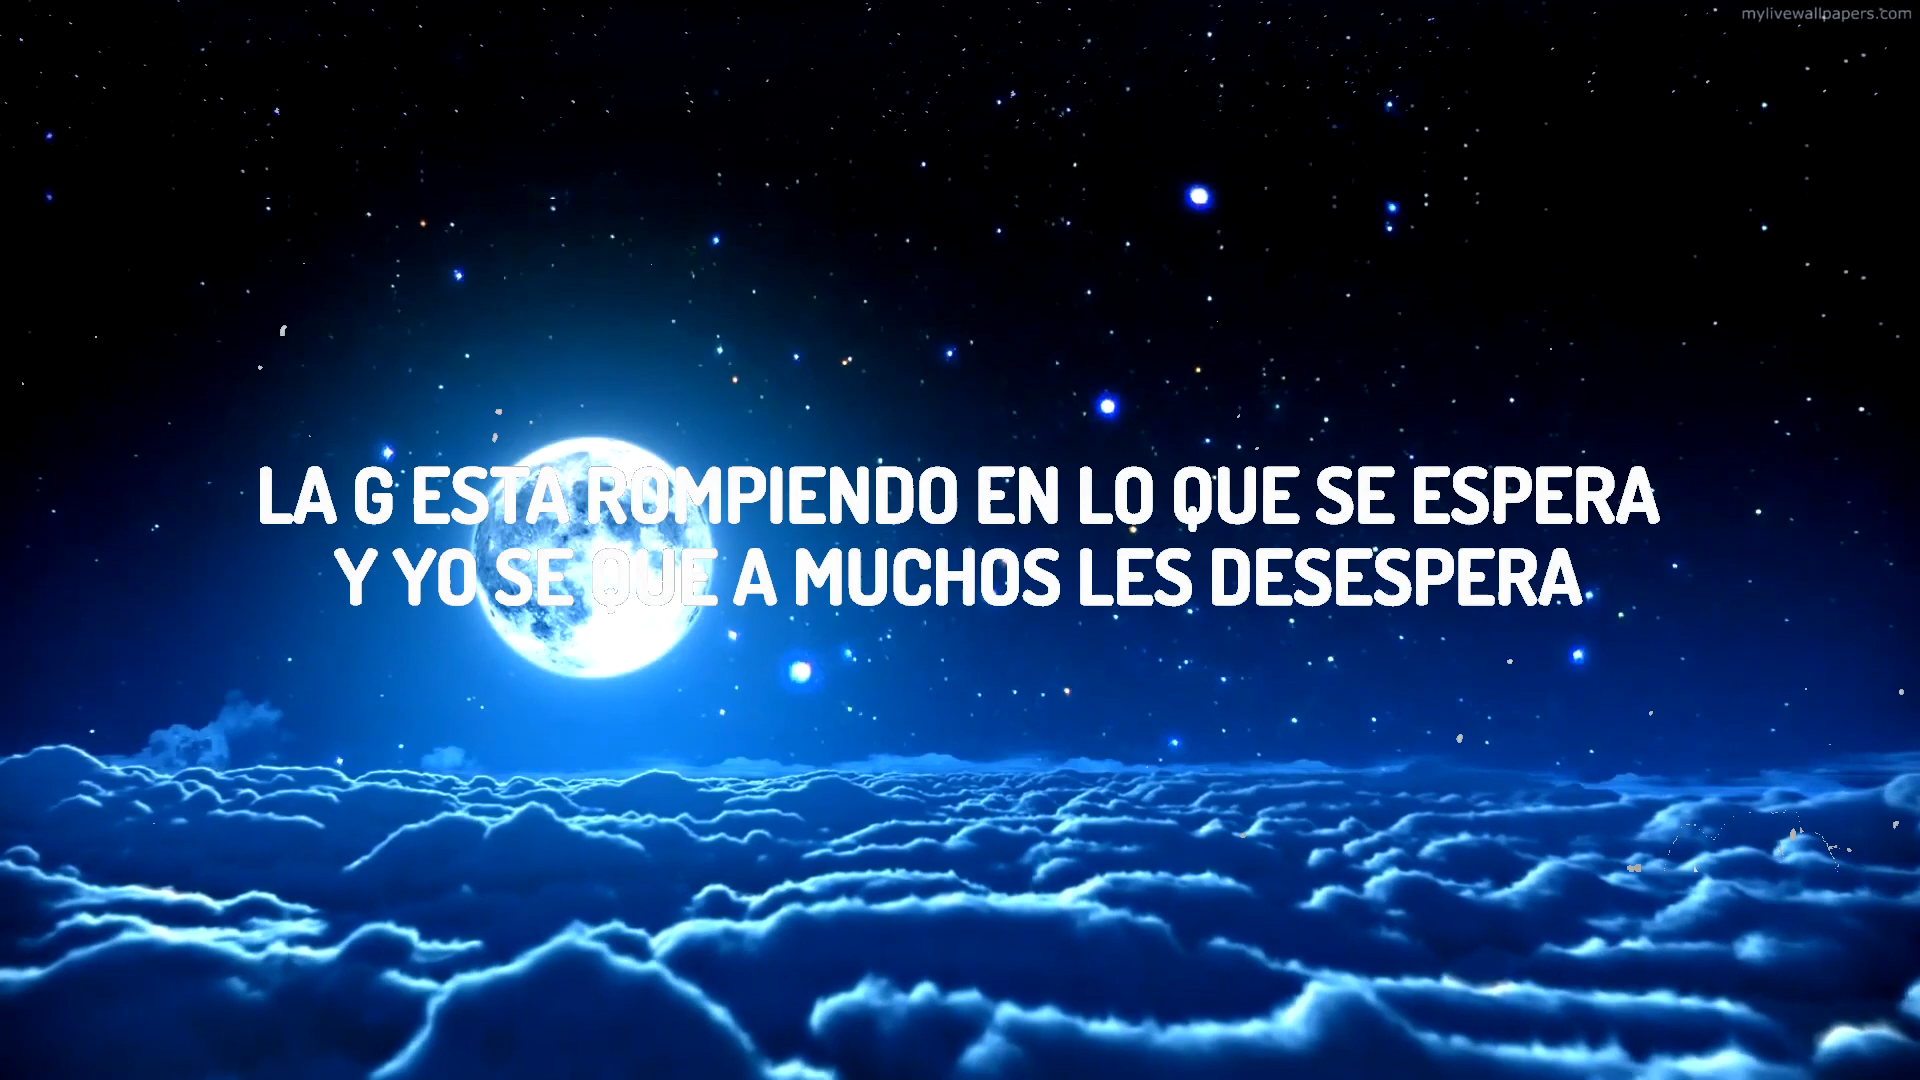 mylivewallpapers.com
LA G ESTA ROMPIENDO EN LO QUE SE ESPERA
Y YO SE QUE A MUCHOS LES DESESPERA